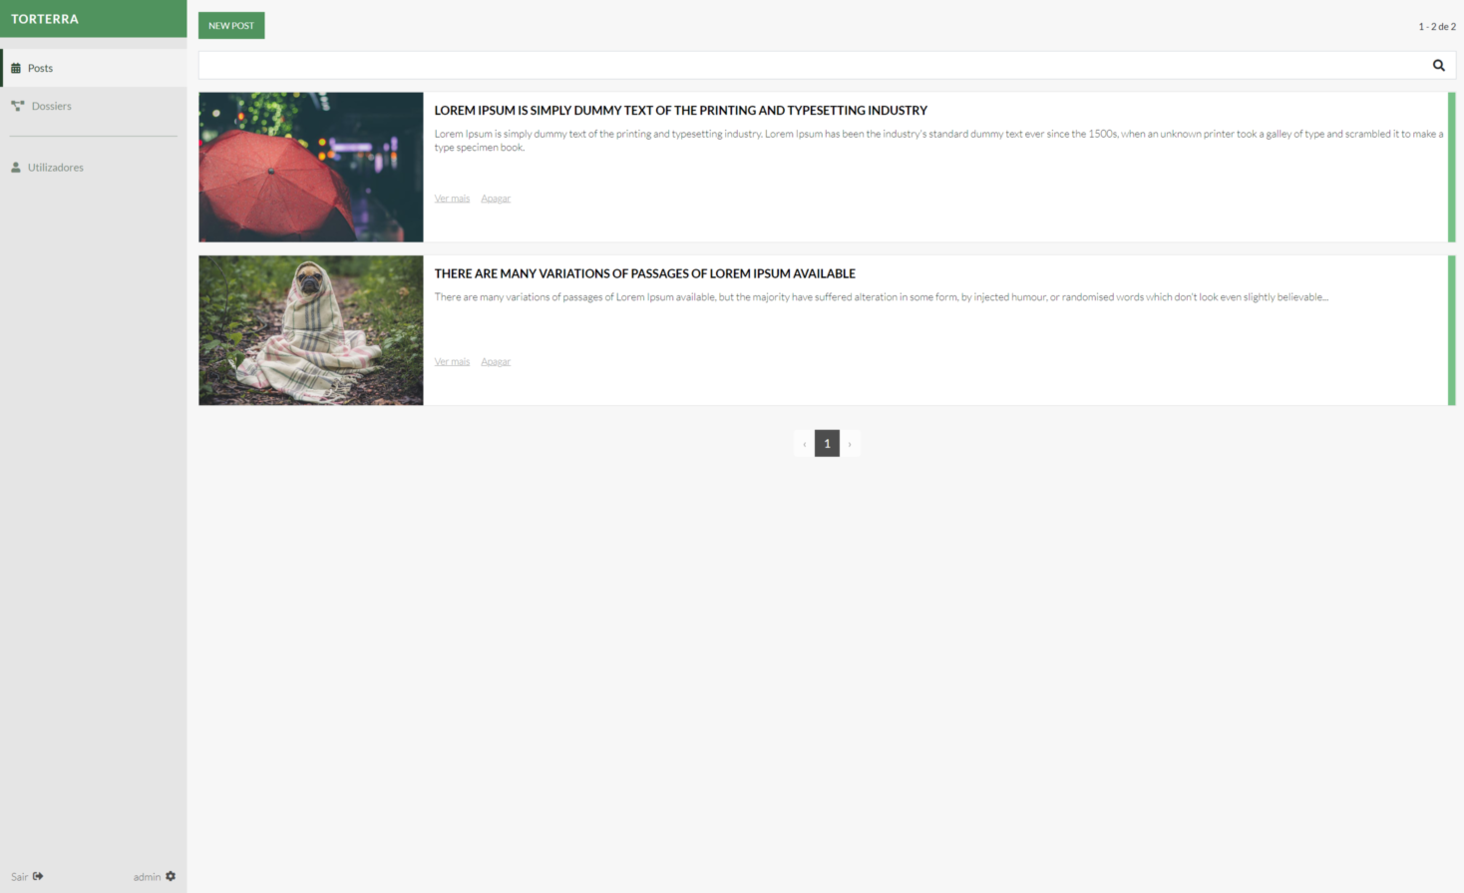 TORTERRA
Posts
Dossiers
Utilizadores
Sair
admin
NEW POST
1 - 2 de 2
LOREM IPSUM IS SIMPLY DUMMY TEXT OF THE PRINTING AND TYPESETTING INDUSTRY
Lorem Ipsum is simply dummy text of the printing and typesetting industry. Lorem Ipsum has been the industry's standard dummy text ever since the 1500s, when an unknown printer took a galley of type and scrambled it to make a
type specimen book.
Ver mais Apagar
THERE ARE MANY VARIATIONS OF PASSAGES OF LOREM IPSUM AVAILABLE
There are many variations of passages of Lorem Ipsum available, but the majority have suffered alteration in some form, by injected humour, or randomised words which don't look even slightly believable...
Ver mais Apagar
‹ 1 ›